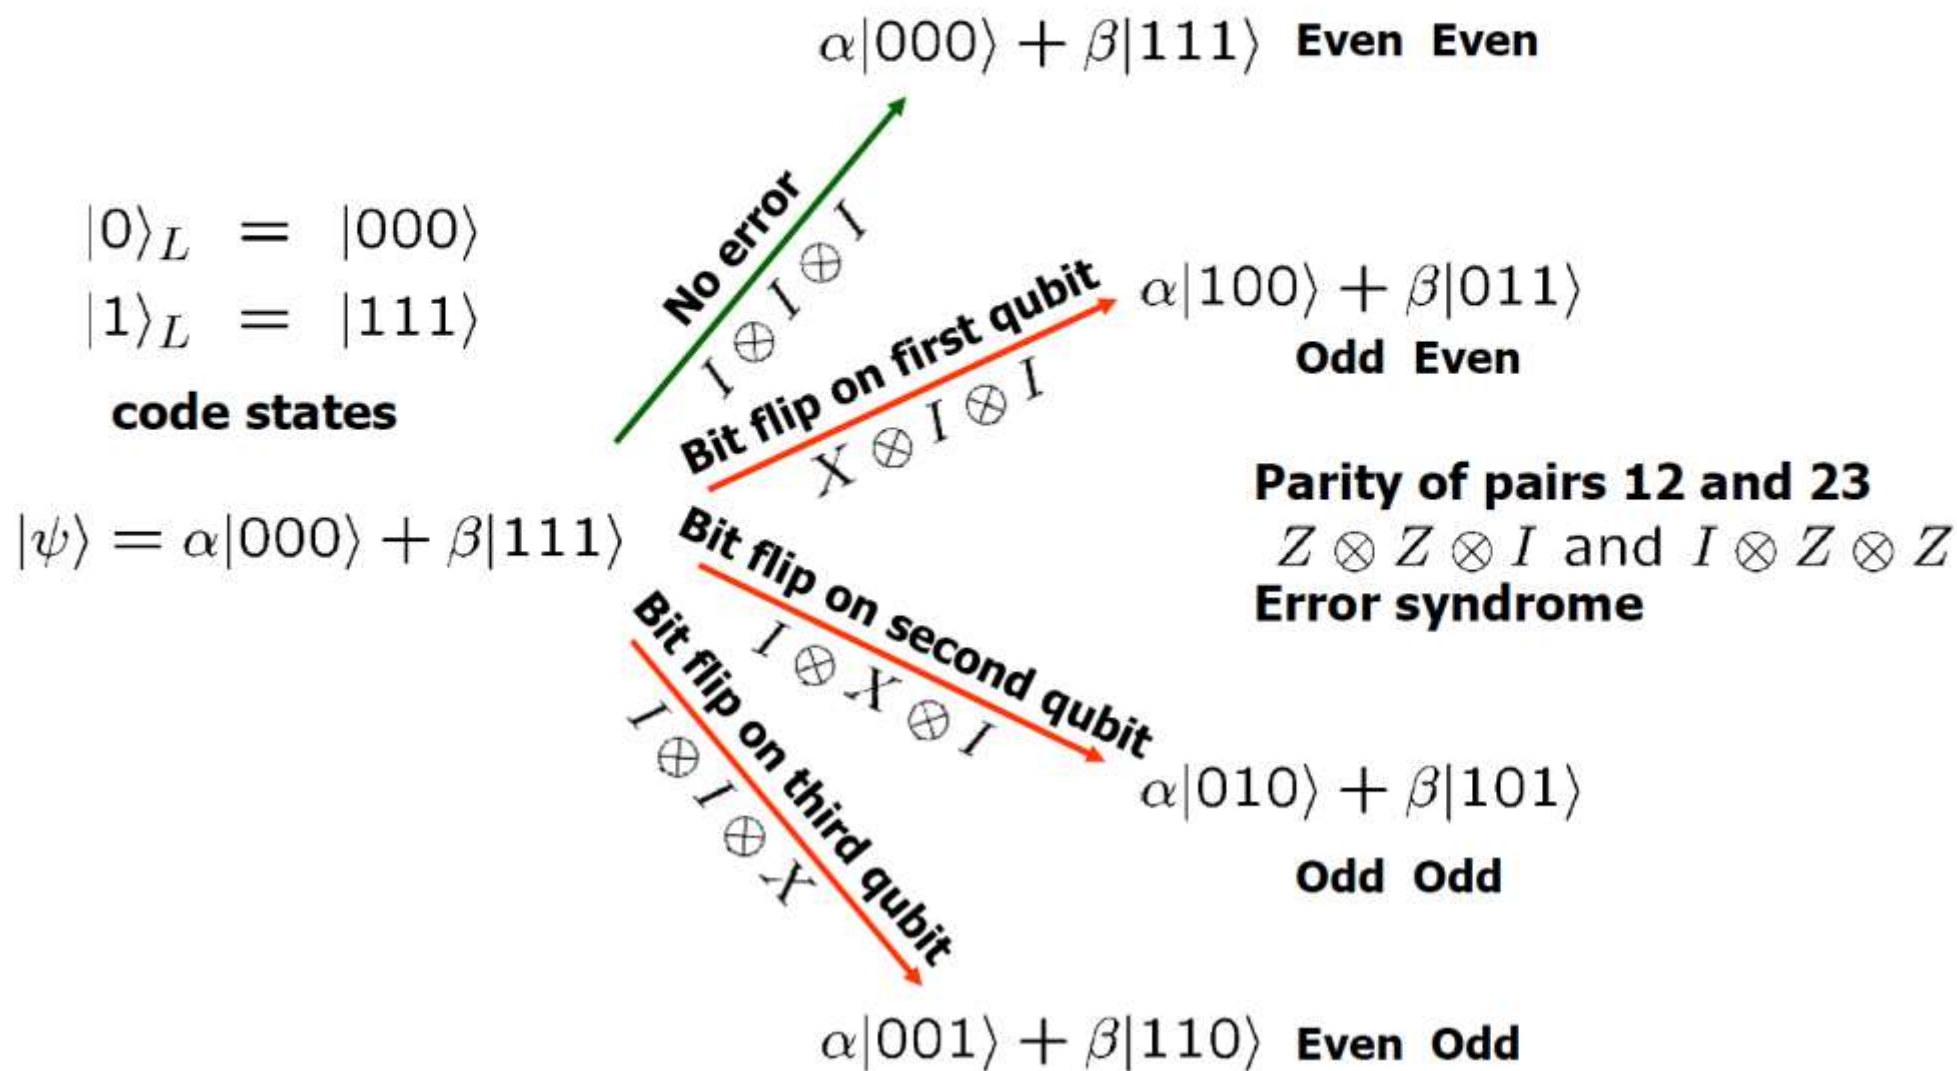 α|000⟩ + β|111⟩ Even Even
|0⟩L = |000⟩
|1⟩L = |111⟩
code states
|ψ⟩ = α|000⟩ + β|111⟩
No error
I ⊗ I ⊗ I
Bit flip on first qubit
X ⊗ I ⊗ I
α|100⟩ + β|011⟩
Odd Even
Parity of pairs 12 and 23
Z ⊗ Z ⊗ I and I ⊗ Z ⊗ Z
Error syndrome
Bit flip on second qubit
I ⊗ X ⊗ I
α|010⟩ + β|101⟩
Odd Odd
Bit flip on third qubit
I ⊗ I ⊗ X
α|001⟩ + β|110⟩ Even Odd